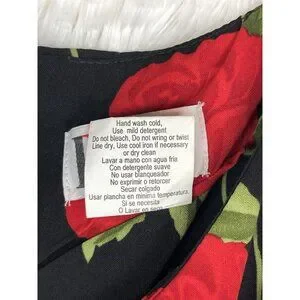 Hand wash cold,
Use mild detergent
Do not bleach, Do not wring or twist
Line dry, Use cool iron if necessary
or dry clean
Lavar a mano con agua fria
Con detergente suave
No usar blanqueador
No exprimir o retorcer
Secar colgado
Usar plancha en minima temperatura.
Si se necesita
O Lavar en seco